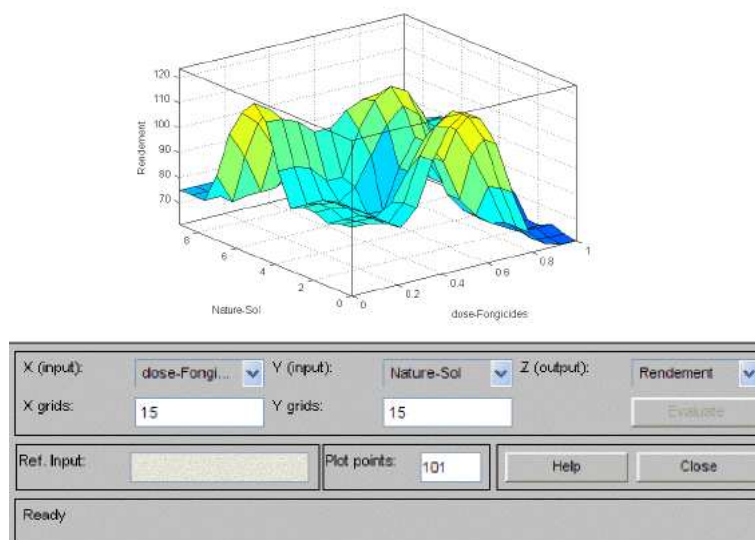 120
110
100
90
80
70
Rendement
8
6
4
2
0
Nature-Sol
0
0.2
0.4
0.6
0.8
1
dose-Fongicides
X (input): dose-Fongi... Y (input): Nature-Sol Z (output): Rendement
X grids: 15 Y grids: 15 Evaluate
Ref. Input: Plot points: 101 Help Close
Ready